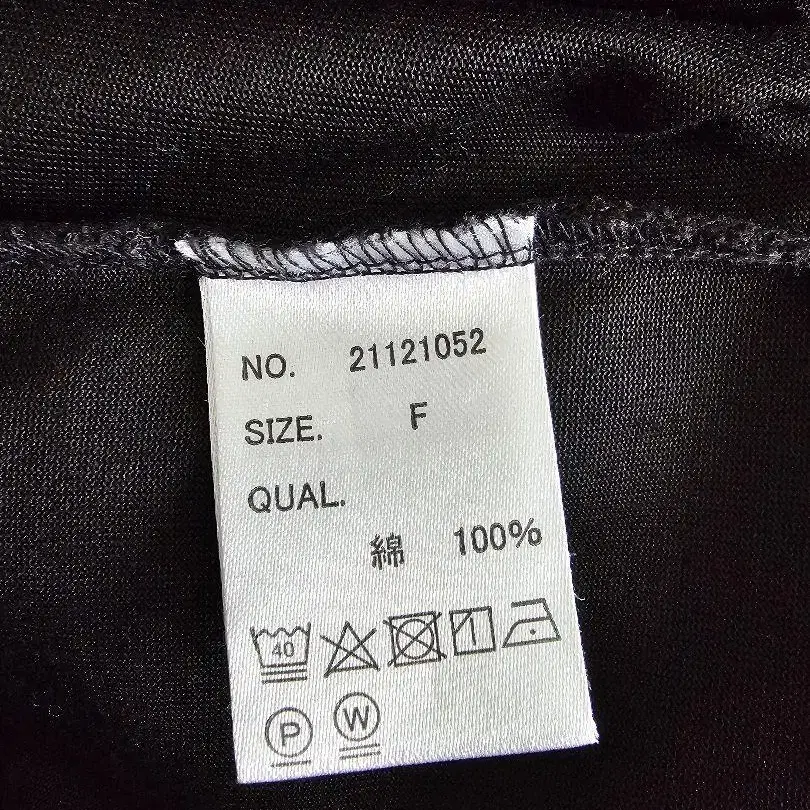 NO. 21121052
SIZE. F
QUAL.
綿 100%
40
P W